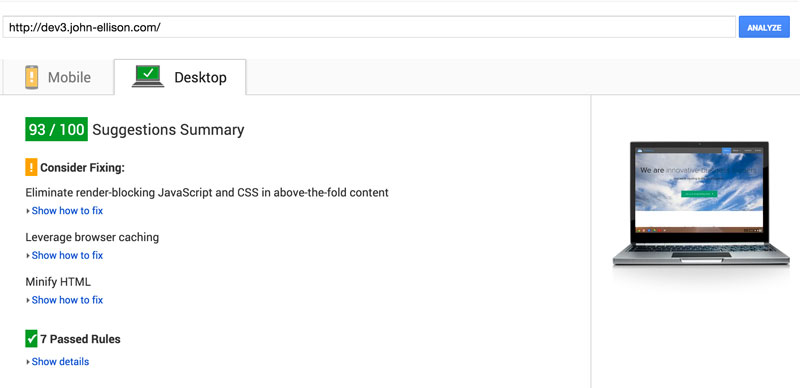 http://dev3.john-ellison.com/
ANALYZE
Mobile
Desktop
93 / 100 Suggestions Summary
! Consider Fixing:
Eliminate render-blocking JavaScript and CSS in above-the-fold content
Show how to fix
Leverage browser caching
Show how to fix
Minify HTML
Show how to fix
7 Passed Rules
Show details
We are innovative